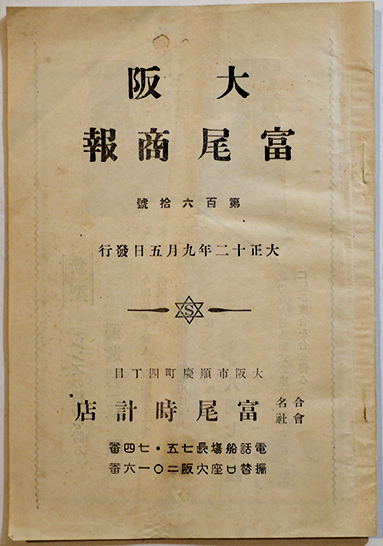 大阪
富尾商報
第百六拾號
大正十二年九月五日發行
S
大阪市順慶町四丁目
合名會社 富尾時計店
電話船塲長七五・七四番
振替口座大阪二〇一六番